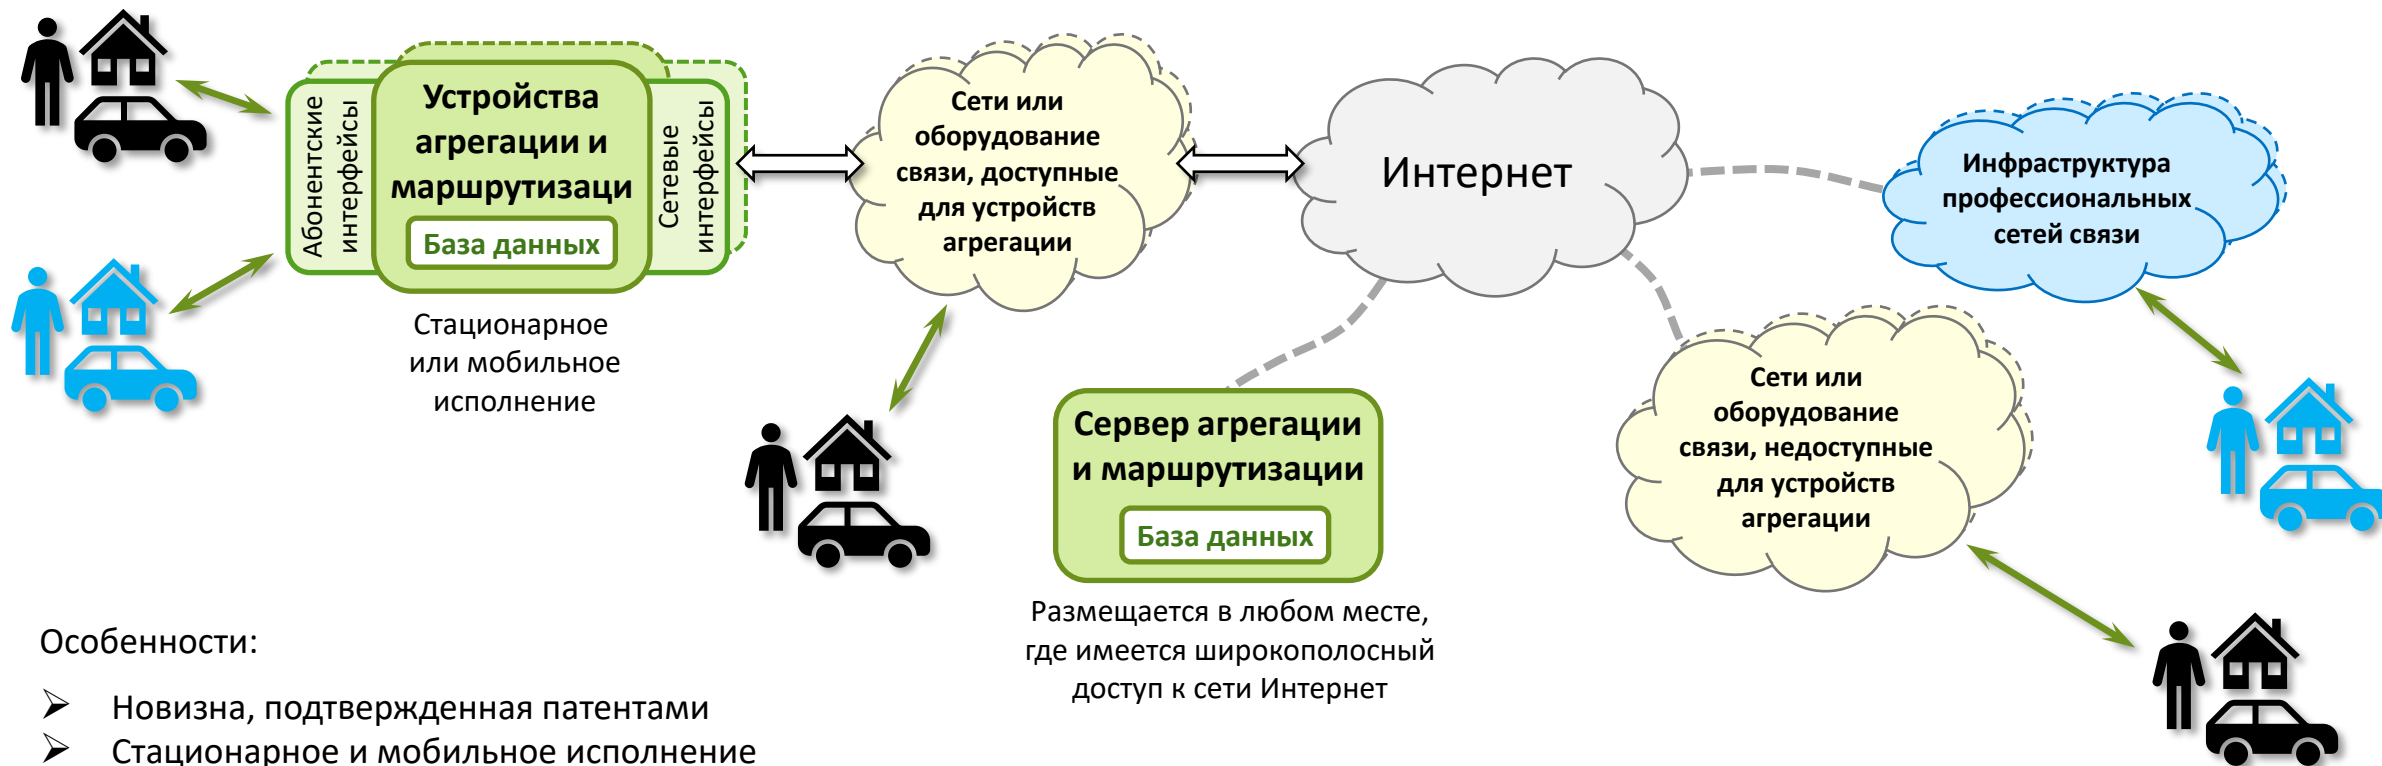 Абонентские
интерфейсы
Устройства
агрегации и
маршрутизаци
База данных
Сетевые
интерфейсы
Стационарное
или мобильное
исполнение
Сети или
оборудование
связи, доступные
для устройств
агрегации
Интернет
Инфраструктура
профессиональных
сетей связи
Сети или
оборудование
связи, недоступные
для устройств
агрегации
Сервер агрегации
и маршрутизации
База данных
Размещается в любом месте,
где имеется широкополосный
доступ к сети Интернет
Особенности:
➢ Новизна, подтвержденная патентами
➢ Стационарное и мобильное исполнение